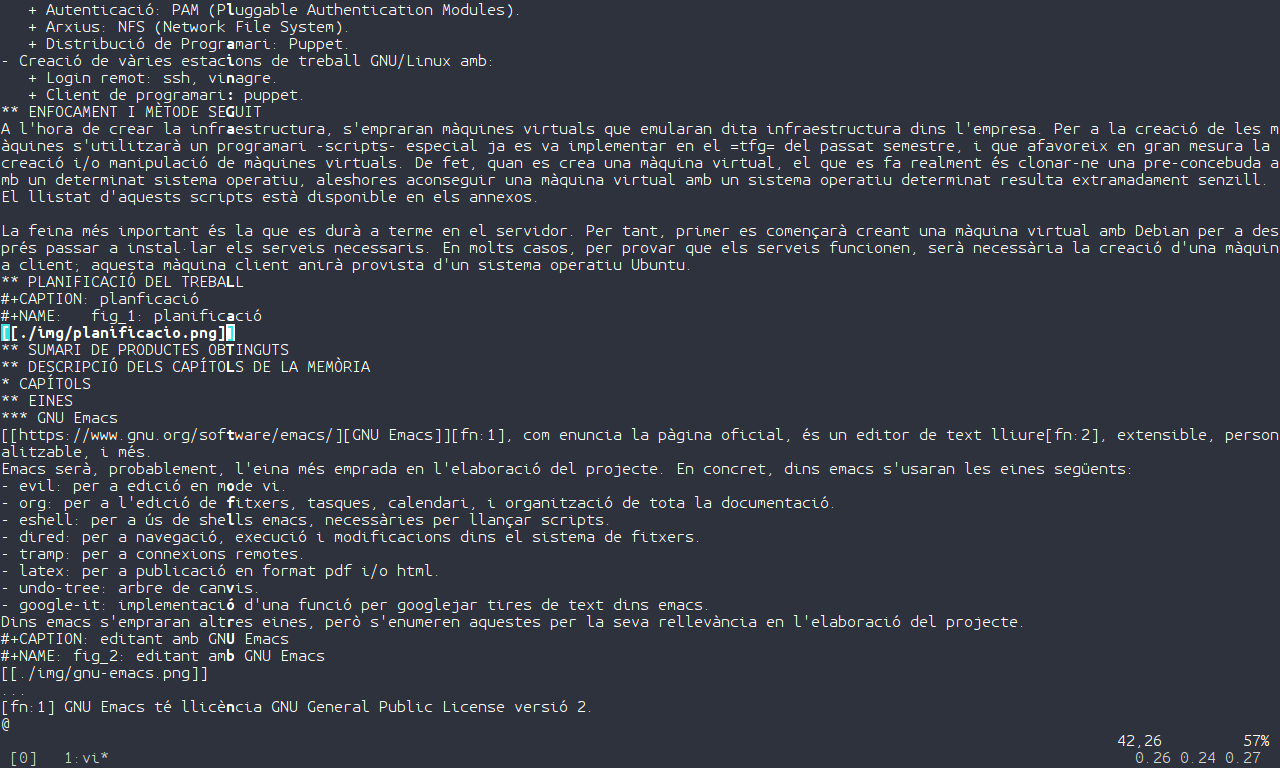 + Autenticació: PAM (Pluggable Authentication Modules).
+ Arxius: NFS (Network File System).
+ Distribució de Programari: Puppet.
- Creació de vàries estacions de treball GNU/Linux amb:
+ Login remot: ssh, vinagre.
+ Client de programari: puppet.
** ENFOCAMENT I MÈTODE SEGUIT
A l'hora de crear la infraestructura, s'empraran màquines virtuals que emularan dita infraestructura dins l'empresa. Per a la creació de les m
àquines s'utilitzarà un programari -scripts- especial ja es va implementar en el =tfg= del passat semestre, i que afavoreix en gran mesura la
creació i/o manipulació de màquines virtuals. De fet, quan es crea una màquina virtual, el que es fa realment és clonar-ne una pre-concebuda a
mb un determinat sistema operatiu, aleshores aconseguir una màquina virtual amb un sistema operatiu determinat resulta extramadament senzill.
El llistat d'aquests scripts està disponible en els annexos.
La feina més important és la que es durà a terme en el servidor. Per tant, primer es començarà creant una màquina virtual amb Debian per a des
prés passar a instal·lar els serveis necessaris. En molts casos, per provar que els serveis funcionen, serà necessària la creació d'una màquin
a client; aquesta màquina client anirà provista d'un sistema operatiu Ubuntu.
** PLANIFICACIÓ DEL TREBALL
#+CAPTION: planficació
#+NAME:   fig_1: planificació
[[./img/planificacio.png]]
** SUMARI DE PRODUCTES OBTINGUTS
** DESCRIPCIÓ DELS CAPÍTOLS DE LA MEMÒRIA
* CAPÍTOLS
** EINES
*** GNU Emacs
[[https://www.gnu.org/software/emacs/][GNU Emacs]][fn:1], com enuncia la pàgina oficial, és un editor de text lliure[fn:2], extensible, person
alitzable, i més.
Emacs serà, probablement, l'eina més emprada en l'elaboració del projecte. En concret, dins emacs s'usaran les eines següents:
- evil: per a edició en mode vi.
- org: per a l'edició de fitxers, tasques, calendari, i organització de tota la documentació.
- eshell: per a ús de shells emacs, necessàries per llançar scripts.
- dired: per a navegació, execució i modificacions dins el sistema de fitxers.
- tramp: per a connexions remotes.
- latex: per a publicació en format pdf i/o html.
- undo-tree: arbre de canvis.
- google-it: implementació d'una funció per googlejar tires de text dins emacs.
Dins emacs s'empraran altres eines, però s'enumeren aquestes per la seva rellevància en l'elaboració del projecte.
#+CAPTION: editant amb GNU Emacs
#+NAME: fig_2: editant amb GNU Emacs
[[./img/gnu-emacs.png]]
...
[fn:1] GNU Emacs té llicència GNU General Public License versió 2.
@
42,26 57%
[0] 1:vi* 0.26 0.24 0.27